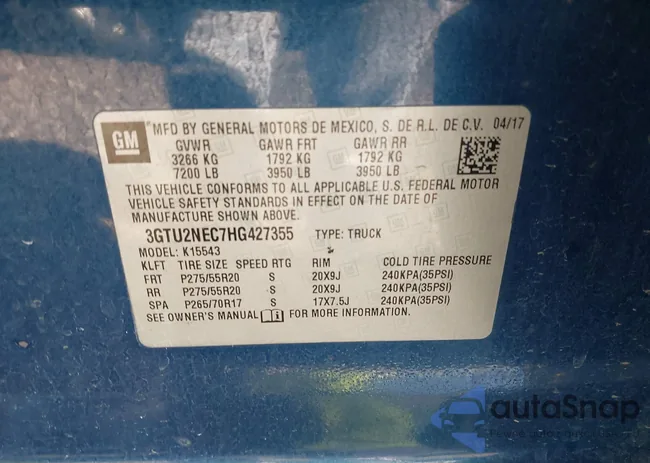 GM
MFD BY GENERAL MOTORS DE MEXICO, S. DE R.L. DE C.V. 04/17
GVWR GAWR FRT GAWR RR
3266 KG 1792 KG 1792 KG
7200 LB 3950 LB 3950 LB
THIS VEHICLE CONFORMS TO ALL APPLICABLE U.S. FEDERAL MOTOR
VEHICLE SAFETY STANDARDS IN EFFECT ON THE DATE OF
MANUFACTURE SHOWN ABOVE.
3GTU2NEC7HG427355 TYPE: TRUCK
MODEL: K15543
KLFT TIRE SIZE SPEED RTG RIM COLD TIRE PRESSURE
FRT P275/55R20 S 20X9J 240KPA(35PSI)
RR P275/55R20 S 20X9J 240KPA(35PSI)
SPA P265/70R17 S 17X7.5J 240KPA(35PSI)
SEE OWNER'S MANUAL FOR MORE INFORMATION.
autoSnap